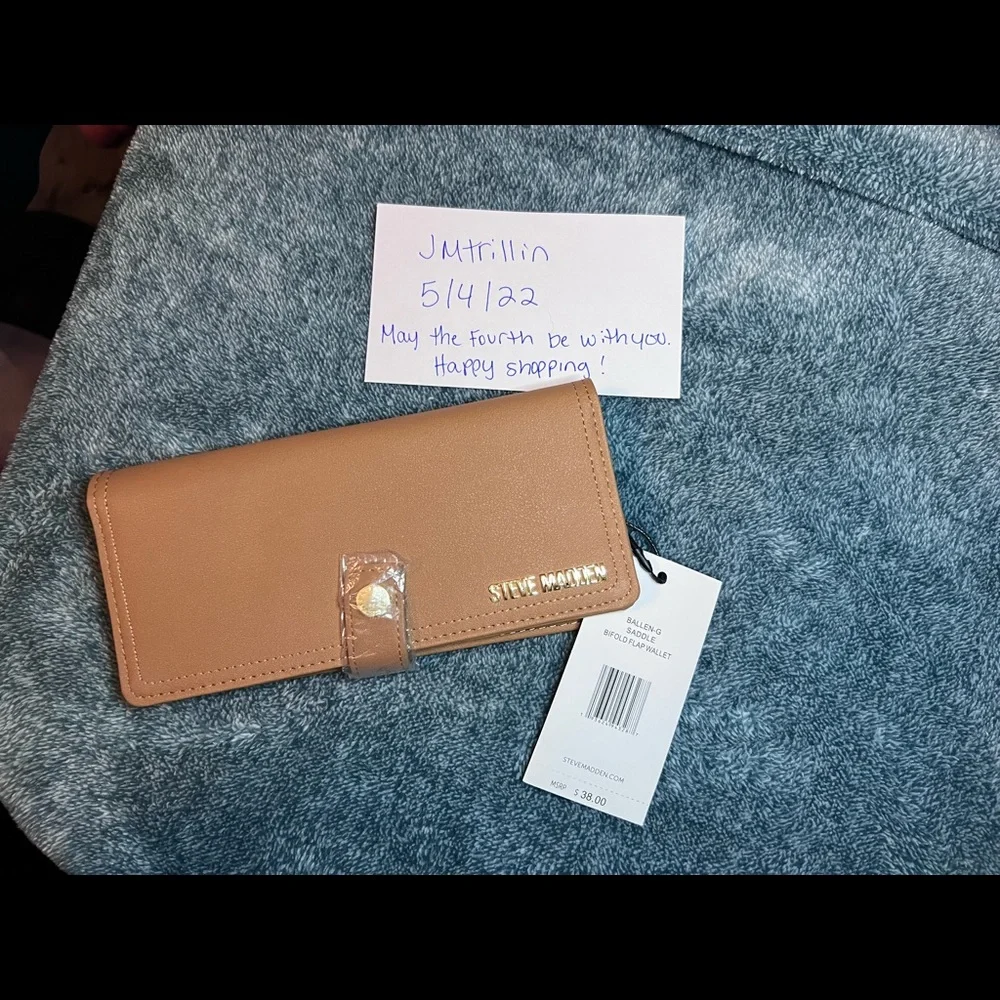 JMtrillin
5/4/22
May the Fourth be with you.
Happy shopping!
STEVE MADDEN
BALLEN-G
SADDLE
BIFOLD FLAP WALLET
STEVEMADDEN.COM
MSRP $ 38.00